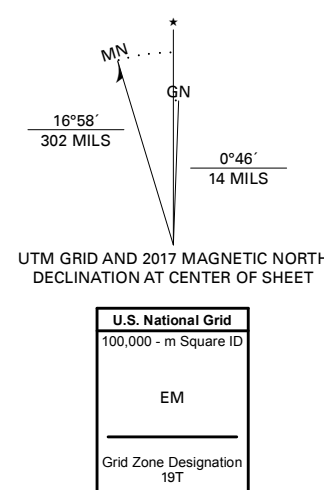 ★
MN
GN
16°58´
302 MILS
0°46´
14 MILS
UTM GRID AND 2017 MAGNETIC NORTH
DECLINATION AT CENTER OF SHEET
U.S. National Grid
100,000 - m Square ID
EM
Grid Zone Designation
19T